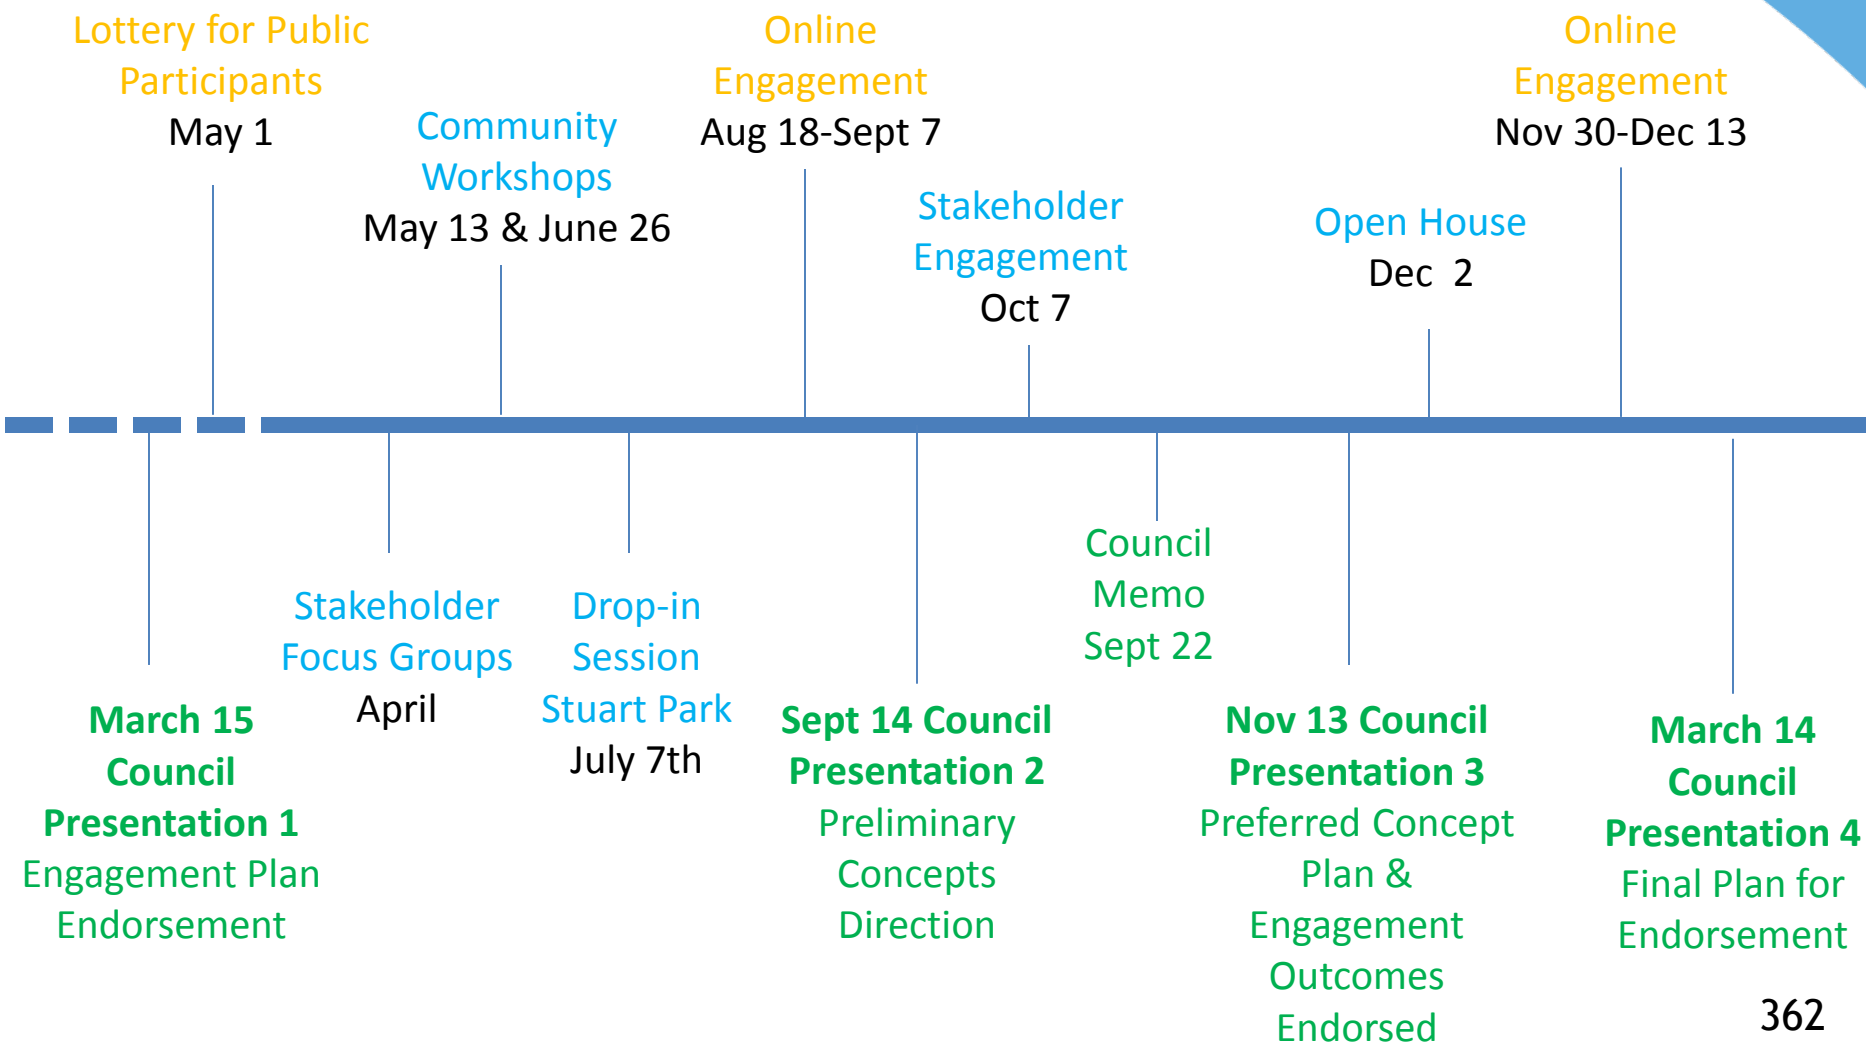 Lottery for Public
Participants
May 1
Community
Workshops
May 13 & June 26
Online
Engagement
Aug 18-Sept 7
Stakeholder
Engagement
Oct 7
Open House
Dec  2
Online
Engagement
Nov 30-Dec 13
March 15
Council
Presentation 1
Engagement Plan
Endorsement
Stakeholder
Focus Groups
April
Drop-in
Session
Stuart Park
July 7th
Sept 14 Council
Presentation 2
Preliminary
Concepts
Direction
Council
Memo
Sept 22
Nov 13 Council
Presentation 3
Preferred Concept
Plan &
Engagement
Outcomes
Endorsed
March 14
Council
Presentation 4
Final Plan for
Endorsement
362